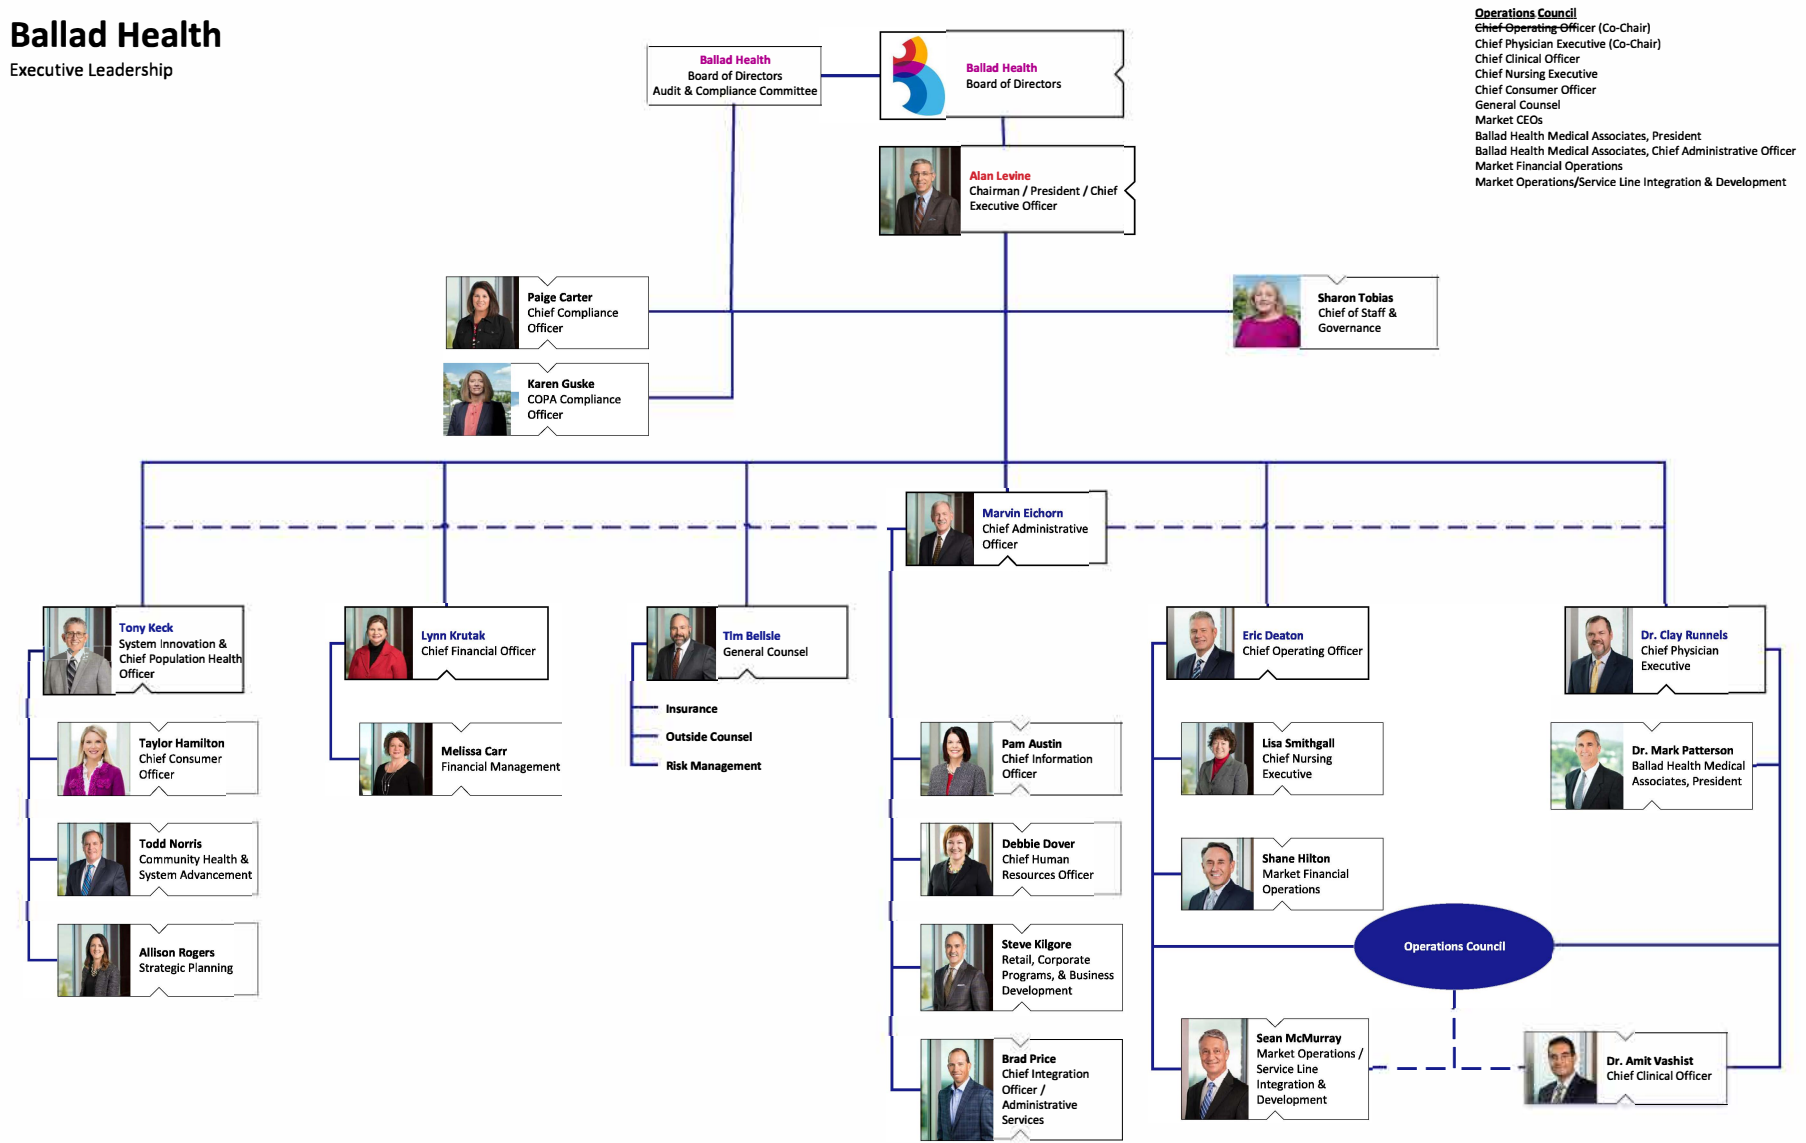 Ballad Health
Executive Leadership
Operations Council
Chief Operating Officer (Co-Chair)
Chief Physician Executive (Co-Chair)
Chief Clinical Officer
Chief Nursing Executive
Chief Consumer Officer
General Counsel
Market CEOs
Ballad Health Medical Associates, President
Ballad Health Medical Associates, Chief Administrative Officer
Market Financial Operations
Market Operations/Service Line Integration & Development
Ballad Health
Board of Directors
Audit & Compliance Committee
Ballad Health
Board of Directors
Alan Levine
Chairman / President / Chief
Executive Officer
Paige Carter
Chief Compliance
Officer
Sharon Tobias
Chief of Staff &
Governance
Karen Guske
COPA Compliance
Officer
Marvin Eichorn
Chief Administrative
Officer
Tony Keck
System Innovation &
Chief Population Health
Officer
Lynn Krutak
Chief Financial Officer
Tim Belisle
General Counsel
Eric Deaton
Chief Operating Officer
Dr. Clay Runnels
Chief Physician
Executive
Insurance
Outside Counsel
Risk Management
Taylor Hamilton
Chief Consumer
Officer
Melissa Carr
Financial Management
Pam Austin
Chief Information
Officer
Lisa Smithgall
Chief Nursing
Executive
Dr. Mark Patterson
Ballad Health Medical
Associates, President
Todd Norris
Community Health &
System Advancement
Debbie Dover
Chief Human
Resources Officer
Shane Hilton
Market Financial
Operations
Allison Rogers
Strategic Planning
Steve Kilgore
Retail, Corporate
Programs, & Business
Development
Operations Council
Brad Price
Chief Integration
Officer /
Administrative
Services
Sean McMurray
Market Operations /
Service Line
Integration &
Development
Dr. Amit Vashist
Chief Clinical Officer